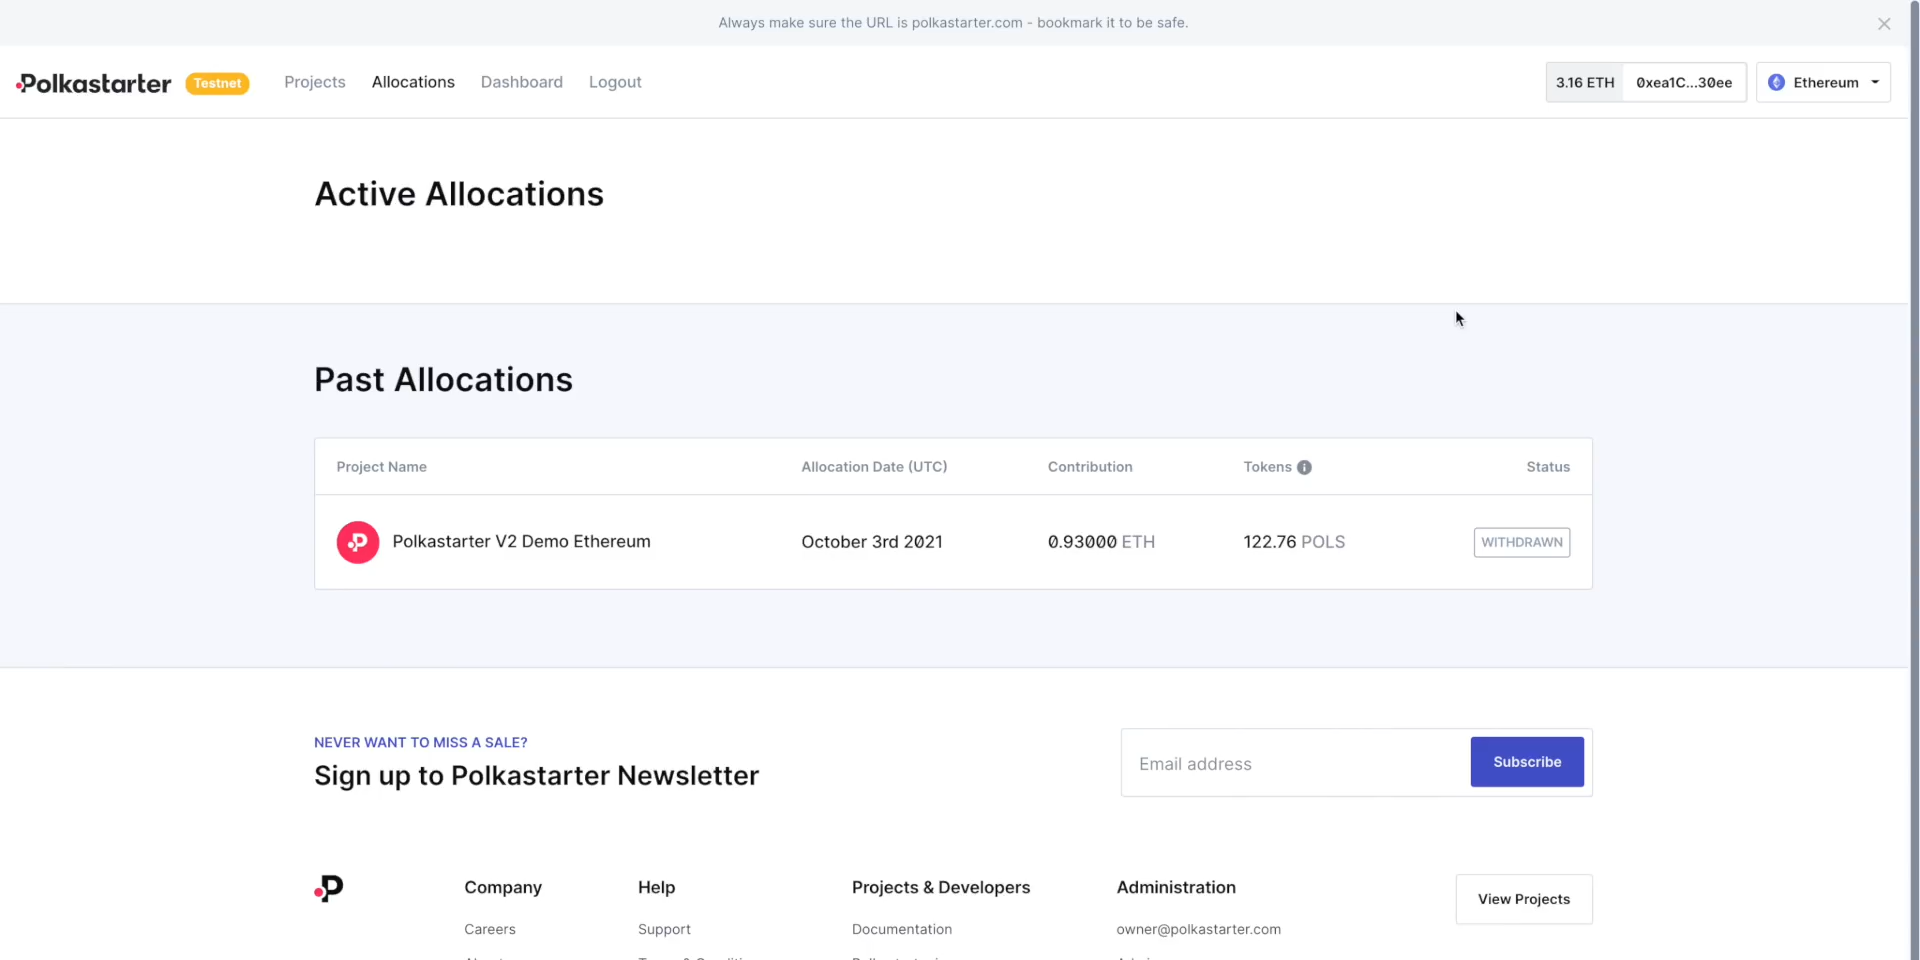 Always make sure the URL is polkastarter.com - bookmark it to be safe.
Polkastarter Testnet Projects Allocations Dashboard Logout 3.16 ETH 0xea1C...30ee Ethereum
Active Allocations
Past Allocations
Project Name Allocation Date (UTC) Contribution Tokens Status
Polkastarter V2 Demo Ethereum October 3rd 2021 0.93000 ETH 122.76 POLS WITHDRAWN
NEVER WANT TO MISS A SALE?
Sign up to Polkastarter Newsletter
Email address Subscribe
Company Help Projects & Developers Administration View Projects
Careers Support Documentation owner@polkastarter.com